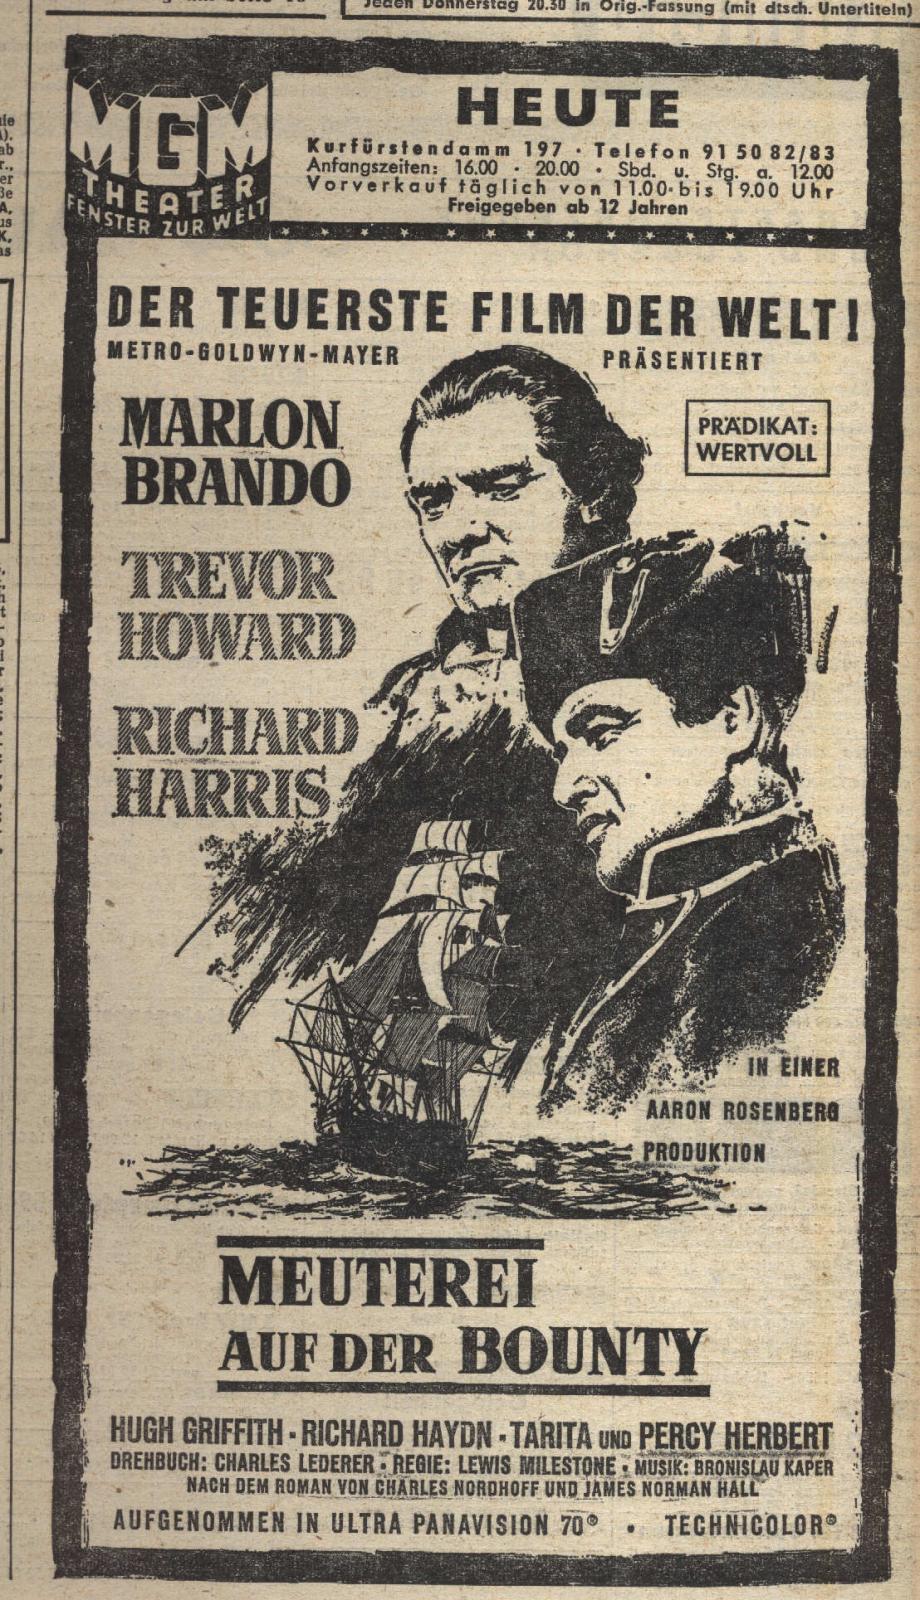 Jeden Donnerstag 20.30 in Orig.-Fassung (mit dtsch. Untertiteln)
MGM
THEATER
FENSTER ZUR WELT
HEUTE
Kurfürstendamm 197 · Telefon 91 50 82/83
Anfangszeiten: 16.00 · 20.00 · Sbd. u. Stg. a. 12.00
Vorverkauf täglich von 11.00 bis 19.00 Uhr
Freigegeben ab 12 Jahren
DER TEUERSTE FILM DER WELT!
METRO-GOLDWYN-MAYER PRÄSENTIERT
MARLON
BRANDO
PRÄDIKAT:
WERTVOLL
TREVOR
HOWARD
RICHARD
HARRIS
IN EINER
AARON ROSENBERG
PRODUKTION
MEUTEREI
AUF DER BOUNTY
HUGH GRIFFITH · RICHARD HAYDN · TARITA UND PERCY HERBERT
DREHBUCH: CHARLES LEDERER · REGIE: LEWIS MILESTONE · MUSIK: BRONISLAU KAPER
NACH DEM ROMAN VON CHARLES NORDHOFF UND JAMES NORMAN HALL
AUFGENOMMEN IN ULTRA PANAVISION 70® · TECHNICOLOR®